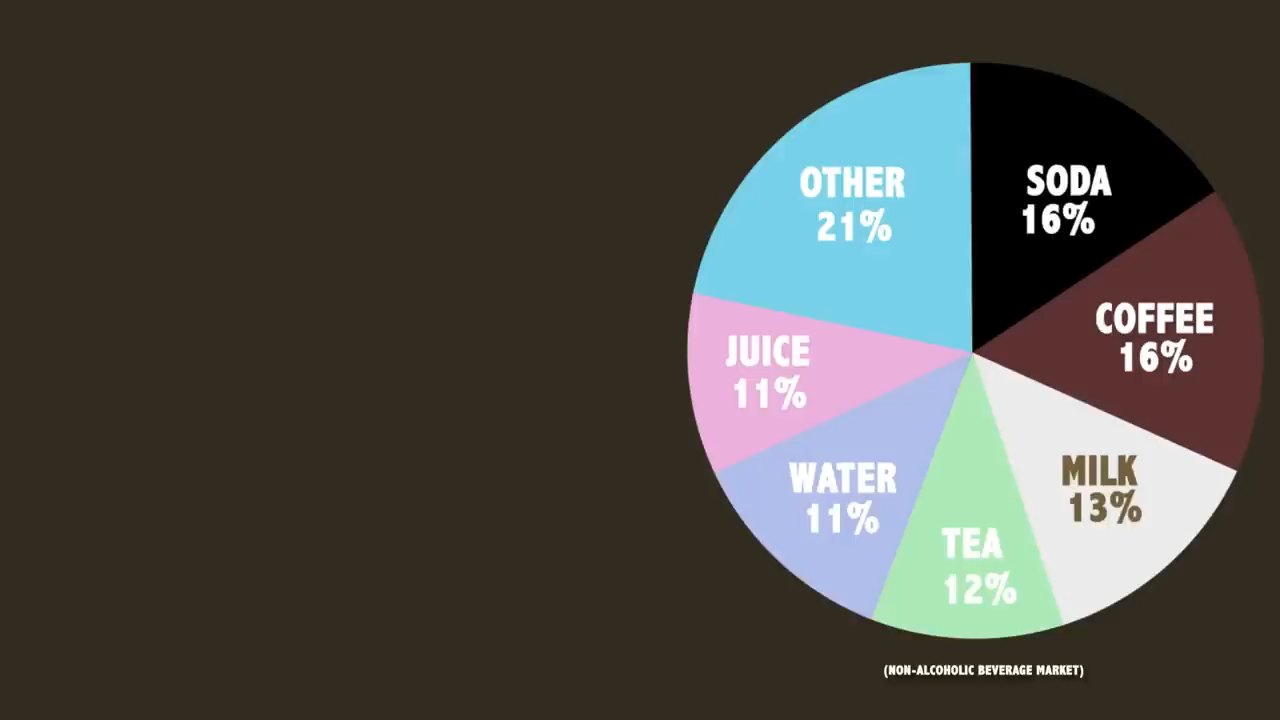 OTHER
21%
SODA
16%
COFFEE
16%
JUICE
11%
MILK
13%
WATER
11%
TEA
12%
(NON-ALCOHOLIC BEVERAGE MARKET)